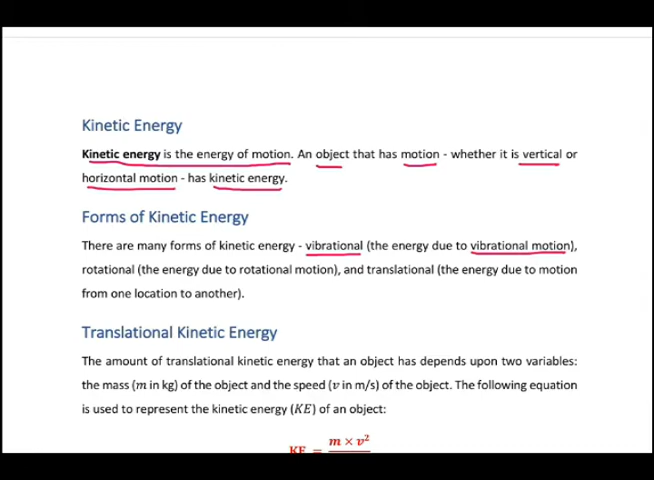 Kinetic Energy
Kinetic energy is the energy of motion. An object that has motion - whether it is vertical or
horizontal motion - has kinetic energy.
Forms of Kinetic Energy
There are many forms of kinetic energy - vibrational (the energy due to vibrational motion),
rotational (the energy due to rotational motion), and translational (the energy due to motion
from one location to another).
Translational Kinetic Energy
The amount of translational kinetic energy that an object has depends upon two variables:
the mass (m in kg) of the object and the speed (v in m/s) of the object. The following equation
is used to represent the kinetic energy (KE) of an object:
m × v²
KE =